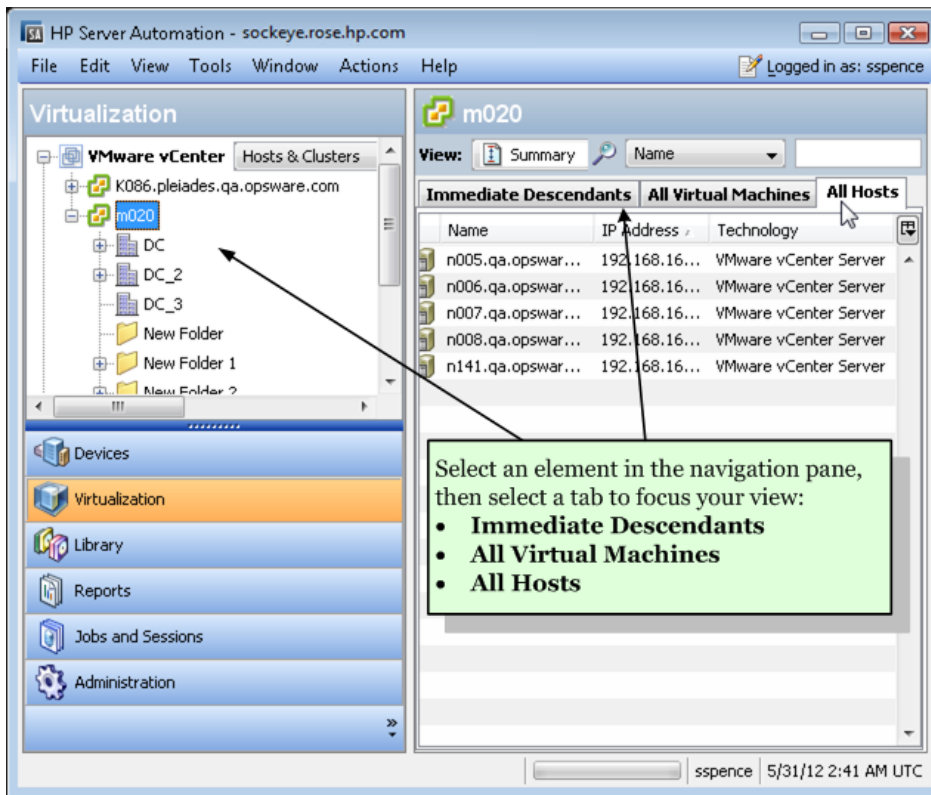 HP Server Automation - sockeye.rose.hp.com
File Edit View Tools Window Actions Help
Logged in as: sspence
Virtualization
VMware vCenter Hosts & Clusters
K086.pleiades.qa.opsware.com
m020
DC
DC_2
DC_3
New Folder
New Folder 1
New Folder 2
Devices
Virtualization
Library
Reports
Jobs and Sessions
Administration
m020
View: Summary Name
Immediate Descendants All Virtual Machines All Hosts
Name IP Address Technology
n005.qa.opswar... 192.168.16... VMware vCenter Server
n006.qa.opswar... 192.168.16... VMware vCenter Server
n007.qa.opswar... 192.168.16... VMware vCenter Server
n008.qa.opswar... 192.168.16... VMware vCenter Server
n141.qa.opswar... 192.168.16... VMware vCenter Server
Select an element in the navigation pane,
then select a tab to focus your view:
• Immediate Descendants
• All Virtual Machines
• All Hosts
sspence 5/31/12 2:41 AM UTC